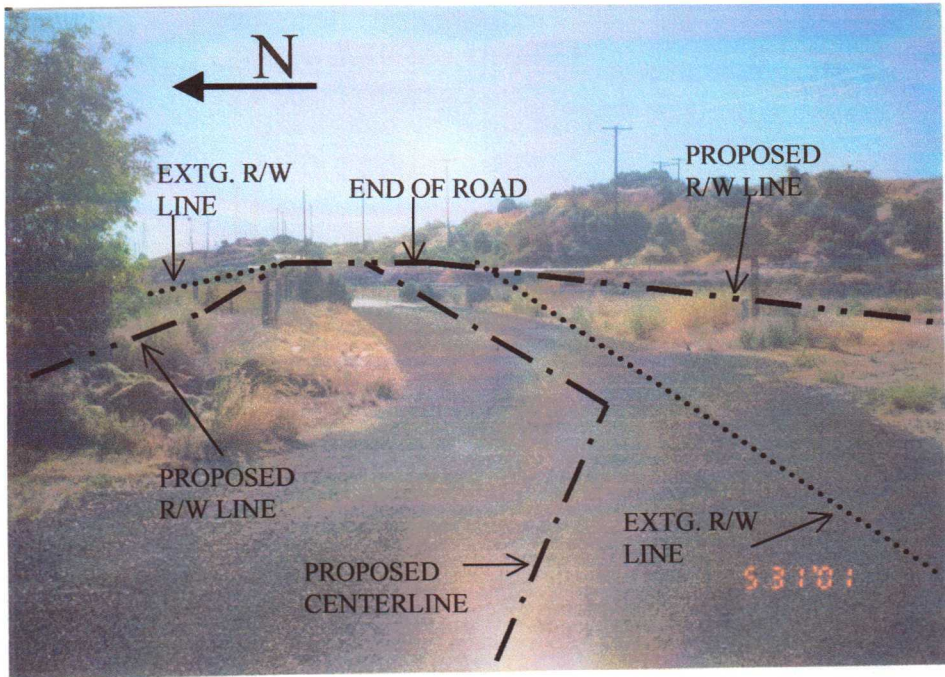 N
EXTG. R/W
LINE
END OF ROAD
PROPOSED
R/W LINE
PROPOSED
R/W LINE
PROPOSED
CENTERLINE
EXTG. R/W
LINE
5 31'01